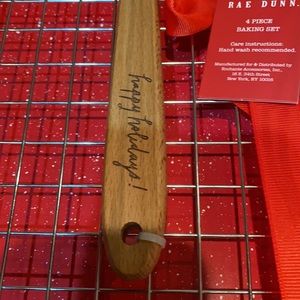 RAE DUNN.
4 PIECE
BAKING SET
Care instructions:
Hand wash recommended.
Manufactured for & Distributed by
Enchante Accessories, Inc.
16 E. 34th Street
New York, NY 10016
happy holidays!